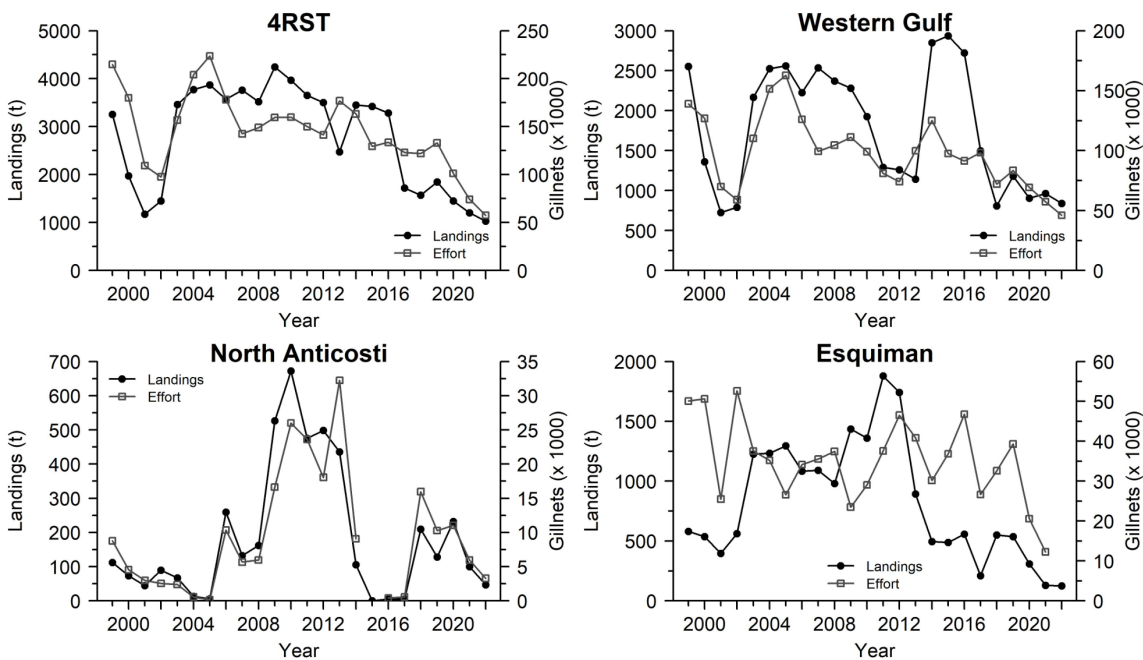 4RST
5000
4000
3000
2000
1000
0
Landings (t)
250
200
150
100
50
0
Gillnets (x 1000)
Landings
Effort
2000 2004 2008 2012 2016 2020
Year
Western Gulf
3000
2500
2000
1500
1000
500
0
Landings (t)
200
150
100
50
0
Gillnets (x 1000)
Landings
Effort
2000 2004 2008 2012 2016 2020
Year
North Anticosti
700
600
500
400
300
200
100
0
Landings (t)
35
30
25
20
15
10
5
0
Gillnets (x 1000)
Landings
Effort
2000 2004 2008 2012 2016 2020
Year
Esquiman
2000
1500
1000
500
0
Landings (t)
60
50
40
30
20
10
0
Gillnets (x 1000)
Landings
Effort
2000 2004 2008 2012 2016 2020
Year